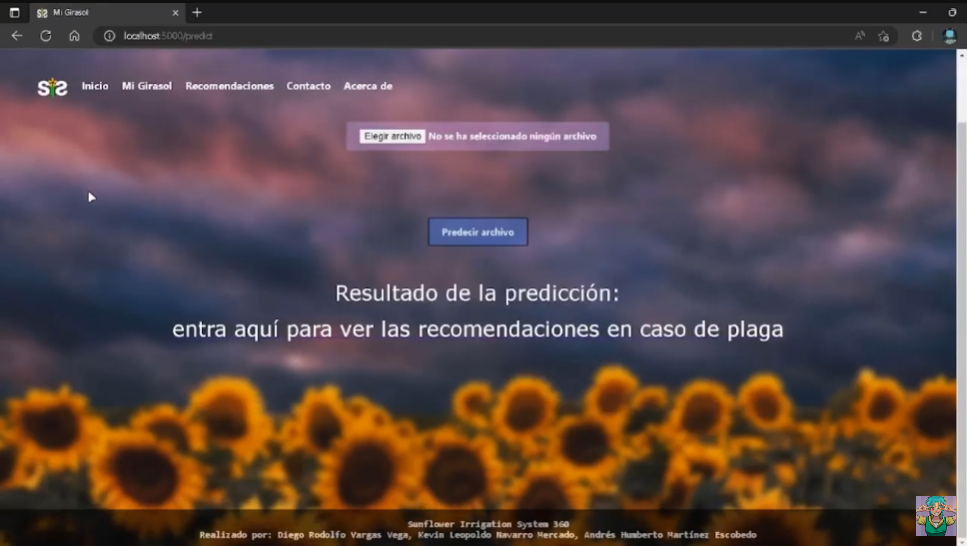 Mi Girasol
localhost:5000/predict
SIS Inicio Mi Girasol Recomendaciones Contacto Acerca de
Elegir archivo No se ha seleccionado ningún archivo
Predecir archivo
Resultado de la predicción:
entra aquí para ver las recomendaciones en caso de plaga
Sunflower Irrigation System 360
Realizado por: Diego Rodolfo Vargas Vega, Kevin Leopoldo Navarro Mercado, Andrés Humberto Martínez Escobedo